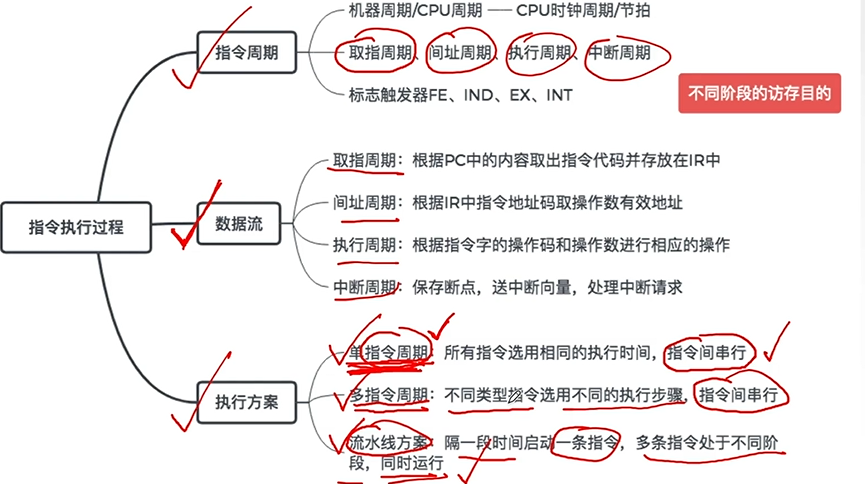 机器周期/CPU周期 —— CPU时钟周期/节拍
指令周期
取指周期、间址周期、执行周期、中断周期
不同阶段的访存目的
标志触发器FE、IND、EX、INT
取指周期：根据PC中的内容取出指令代码并存放在IR中
间址周期：根据IR中指令地址码取操作数有效地址
指令执行过程
数据流
执行周期：根据指令字的操作码和操作数进行相应的操作
中断周期：保存断点，送中断向量，处理中断请求
单指令周期：所有指令选用相同的执行时间，指令间串行
执行方案
多指令周期：不同类型指令选用不同的执行步骤，指令间串行
流水线方案：隔一段时间启动一条指令，多条指令处于不同阶
段，同时运行